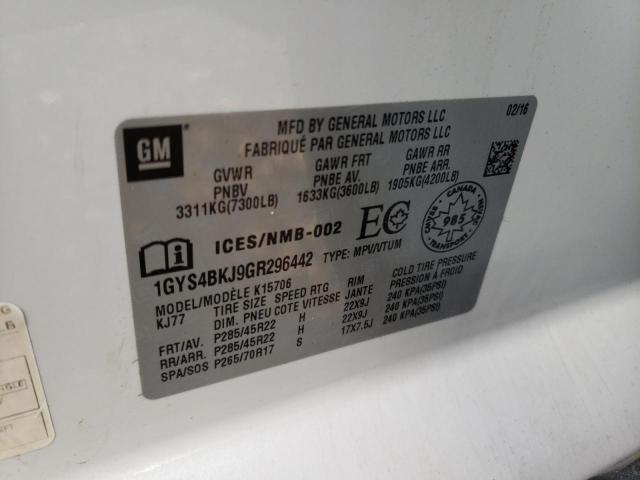 GM
MFD BY GENERAL MOTORS LLC
FABRIQUÉ PAR GENERAL MOTORS LLC
02/16
GVWR GAWR FRT GAWR RR
PNBV PNBE AV. PNBE ARR.
3311KG(7300LB) 1633KG(3600LB) 1905KG(4200LB)
ICES/NMB-002 EC
CANADA
985
TRANSPORT
1GYS4BKJ9GR296442 TYPE: MPV/VTUM
MODEL/MODÈLE K15706
KJ77 TIRE SIZE SPEED RTG RIM COLD TIRE PRESSURE
DIM. PNEU COTE VITESSE JANTE PRESSION À FROID
FRT/AV. P285/45R22 H 22X9J 240 KPA(35PSI)
RR/ARR. P285/45R22 H 22X9J 240 KPA(35PSI)
SPA/SOS P265/70R17 S 17X7.5J 240 KPA(35PSI)